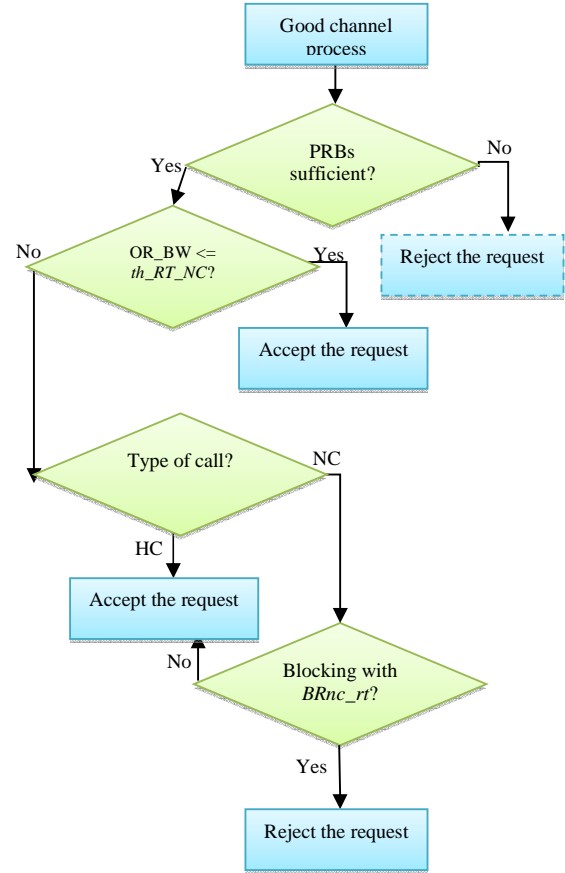 Good channel
process
PRBs
sufficient?
No
Yes
OR_BW <=
th_RT_NC?
No
Yes
Reject the request
Accept the request
Type of call?
NC
HC
Accept the request
No
Blocking with
BRnc_rt?
Yes
Reject the request